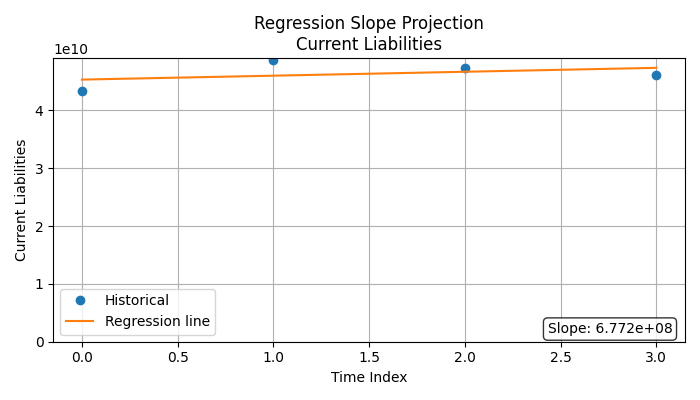 Regression Slope Projection
Current Liabilities
1e10
4
3
2
1
0
Current Liabilities
Historical
Regression line
Slope: 6.772e+08
0.0 0.5 1.0 1.5 2.0 2.5 3.0
Time Index